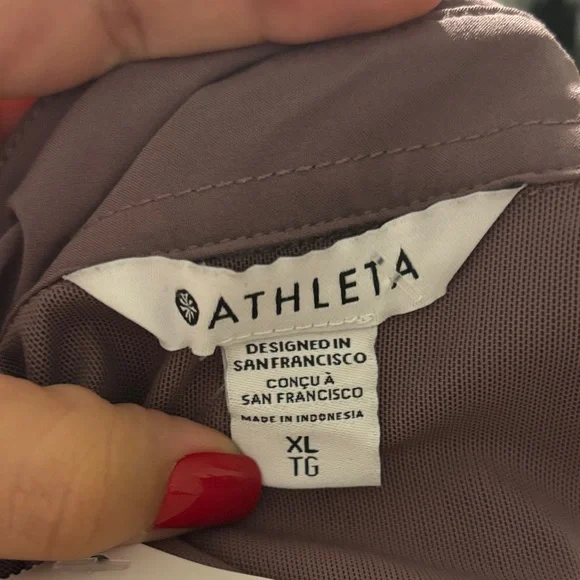 ATHLETA
DESIGNED IN
SAN FRANCISCO
CONÇU À
SAN FRANCISCO
MADE IN INDONESIA
XL
TG